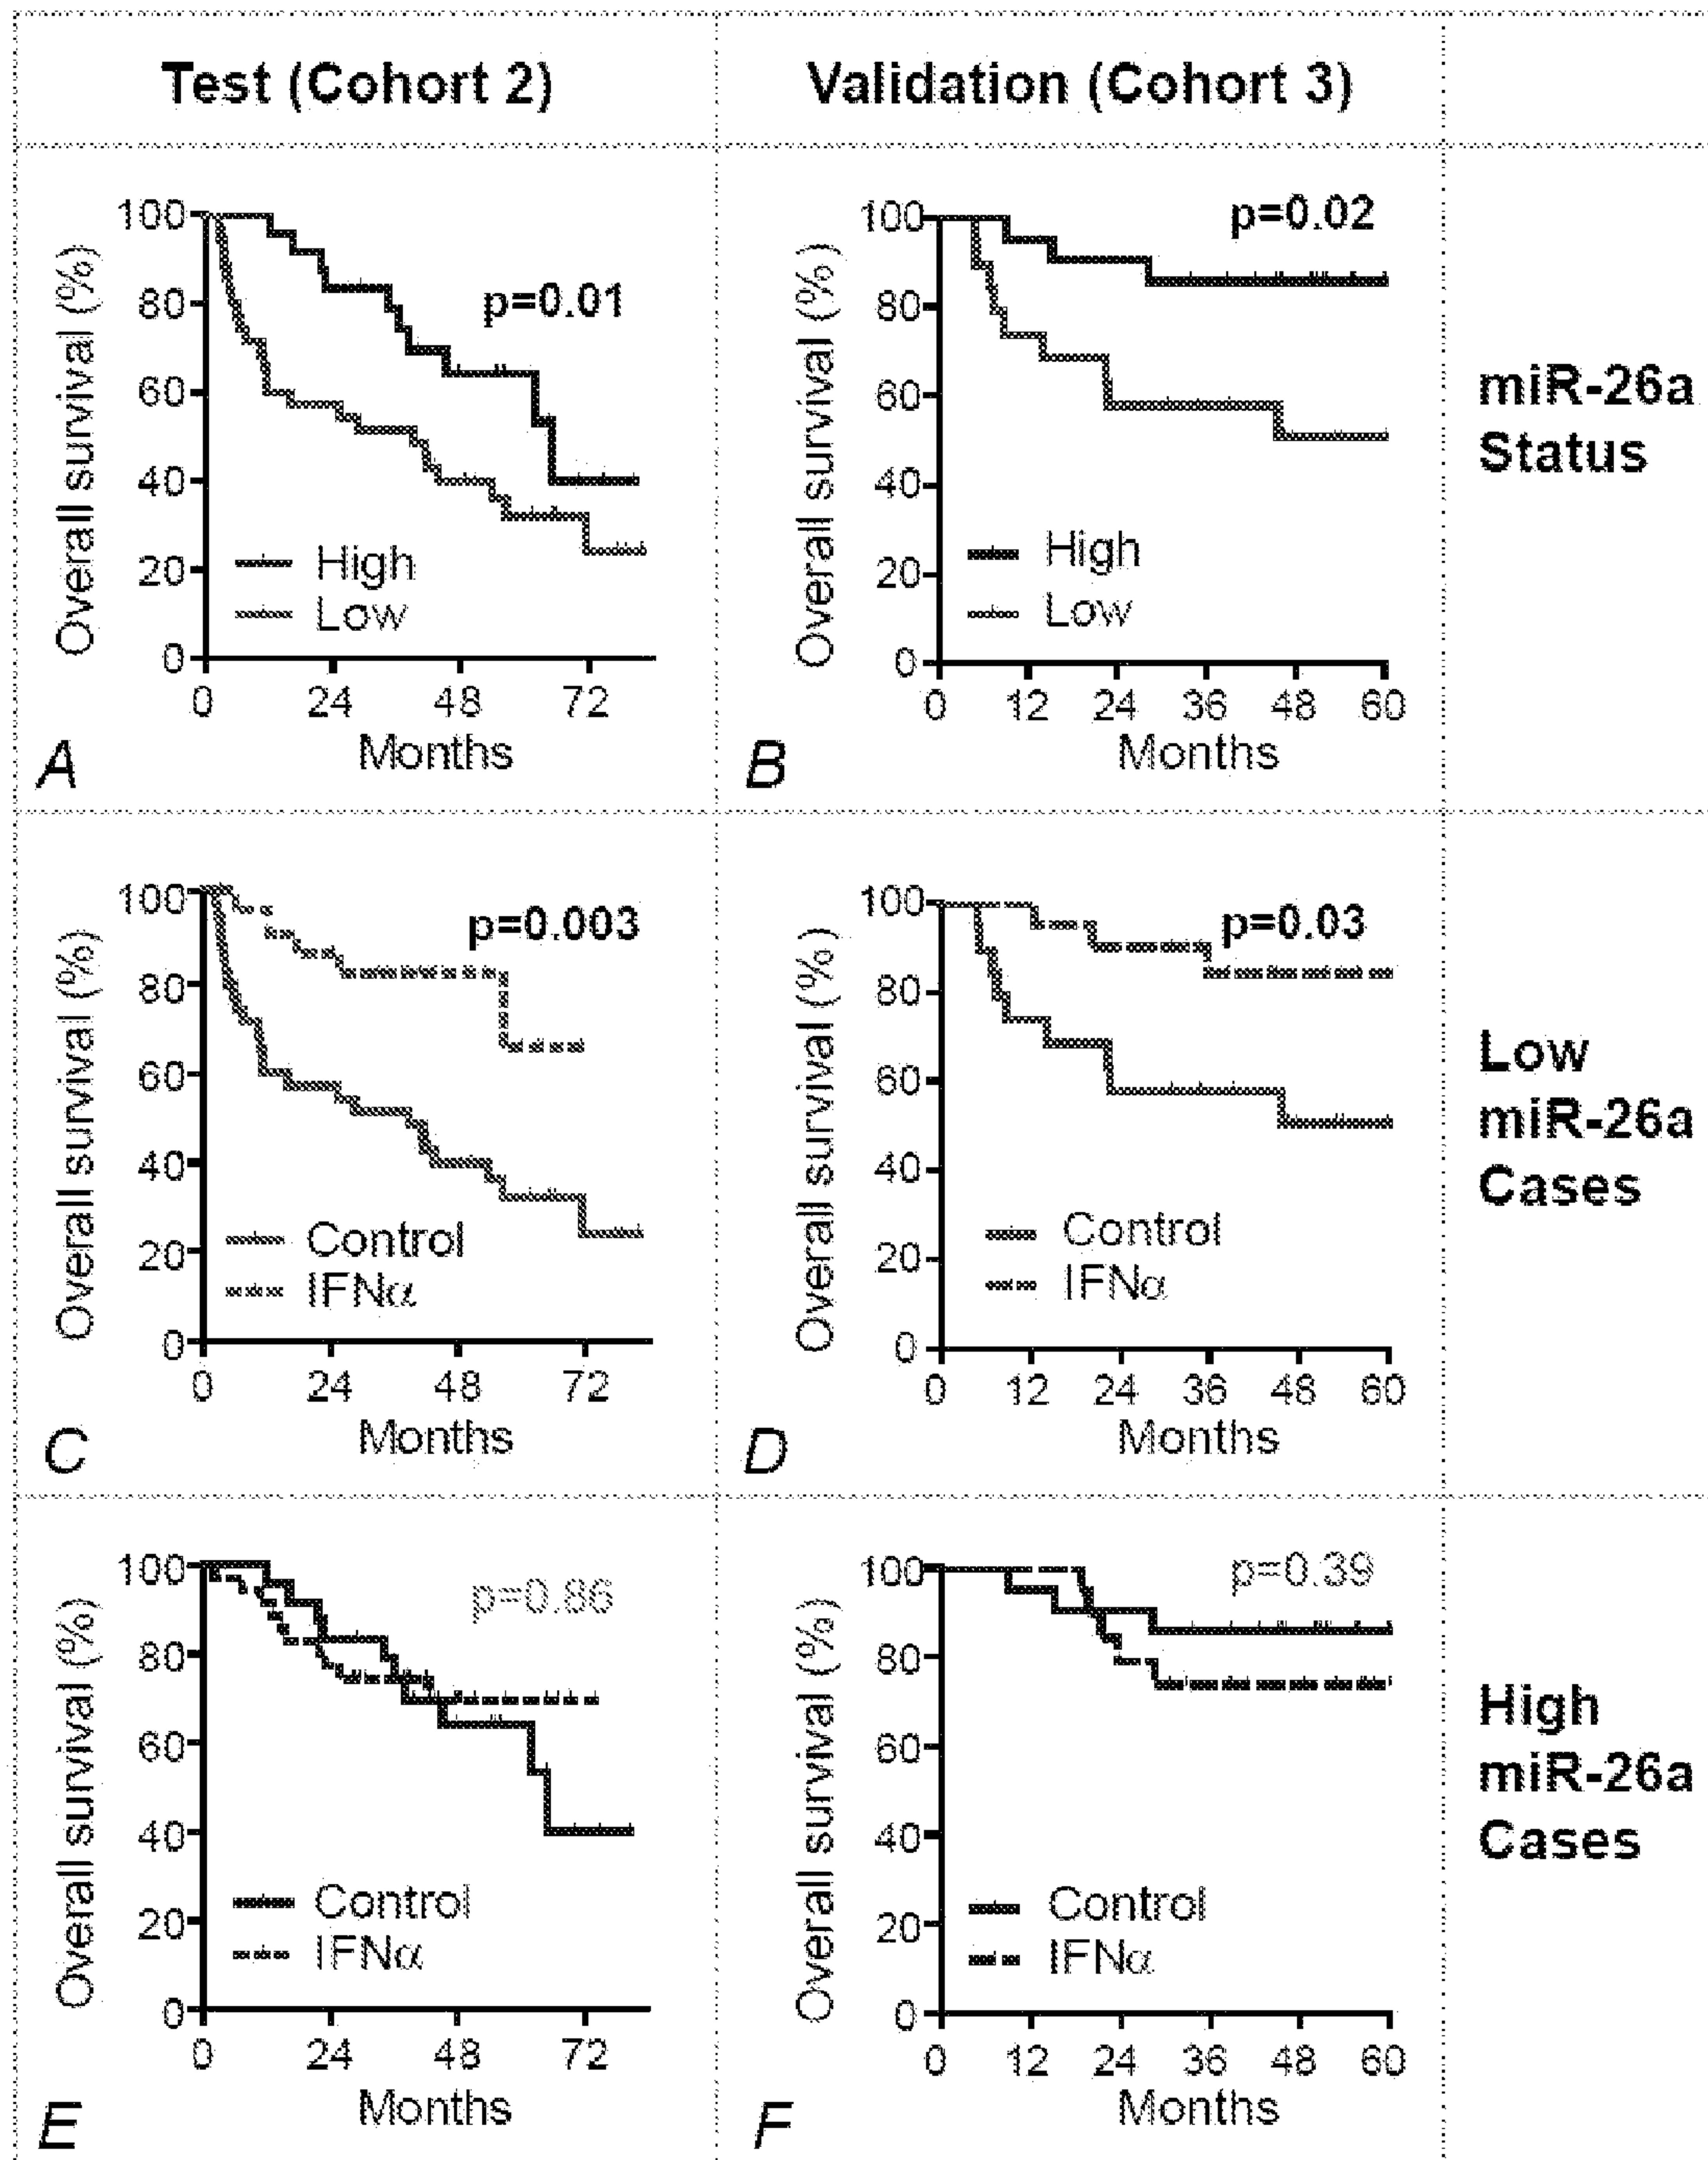 Test (Cohort 2)
Validation (Cohort 3)
100
80
60
40
20
0
Overall survival (%)
p=0.01
High
Low
0 24 48 72
Months
A
100
80
60
40
20
0
Overall survival (%)
p=0.02
High
Low
0 12 24 36 48 60
Months
B
miR-26a
Status
100
80
60
40
20
0
Overall survival (%)
p=0.003
Control
IFNα
0 24 48 72
Months
C
100
80
60
40
20
0
Overall survival (%)
p=0.03
Control
IFNα
0 12 24 36 48 60
Months
D
Low
miR-26a
Cases
100
80
60
40
20
0
Overall survival (%)
p=0.86
Control
IFNα
0 24 48 72
Months
E
100
80
60
40
20
0
Overall survival (%)
p=0.39
Control
IFNα
0 12 24 36 48 60
Months
F
High
miR-26a
Cases